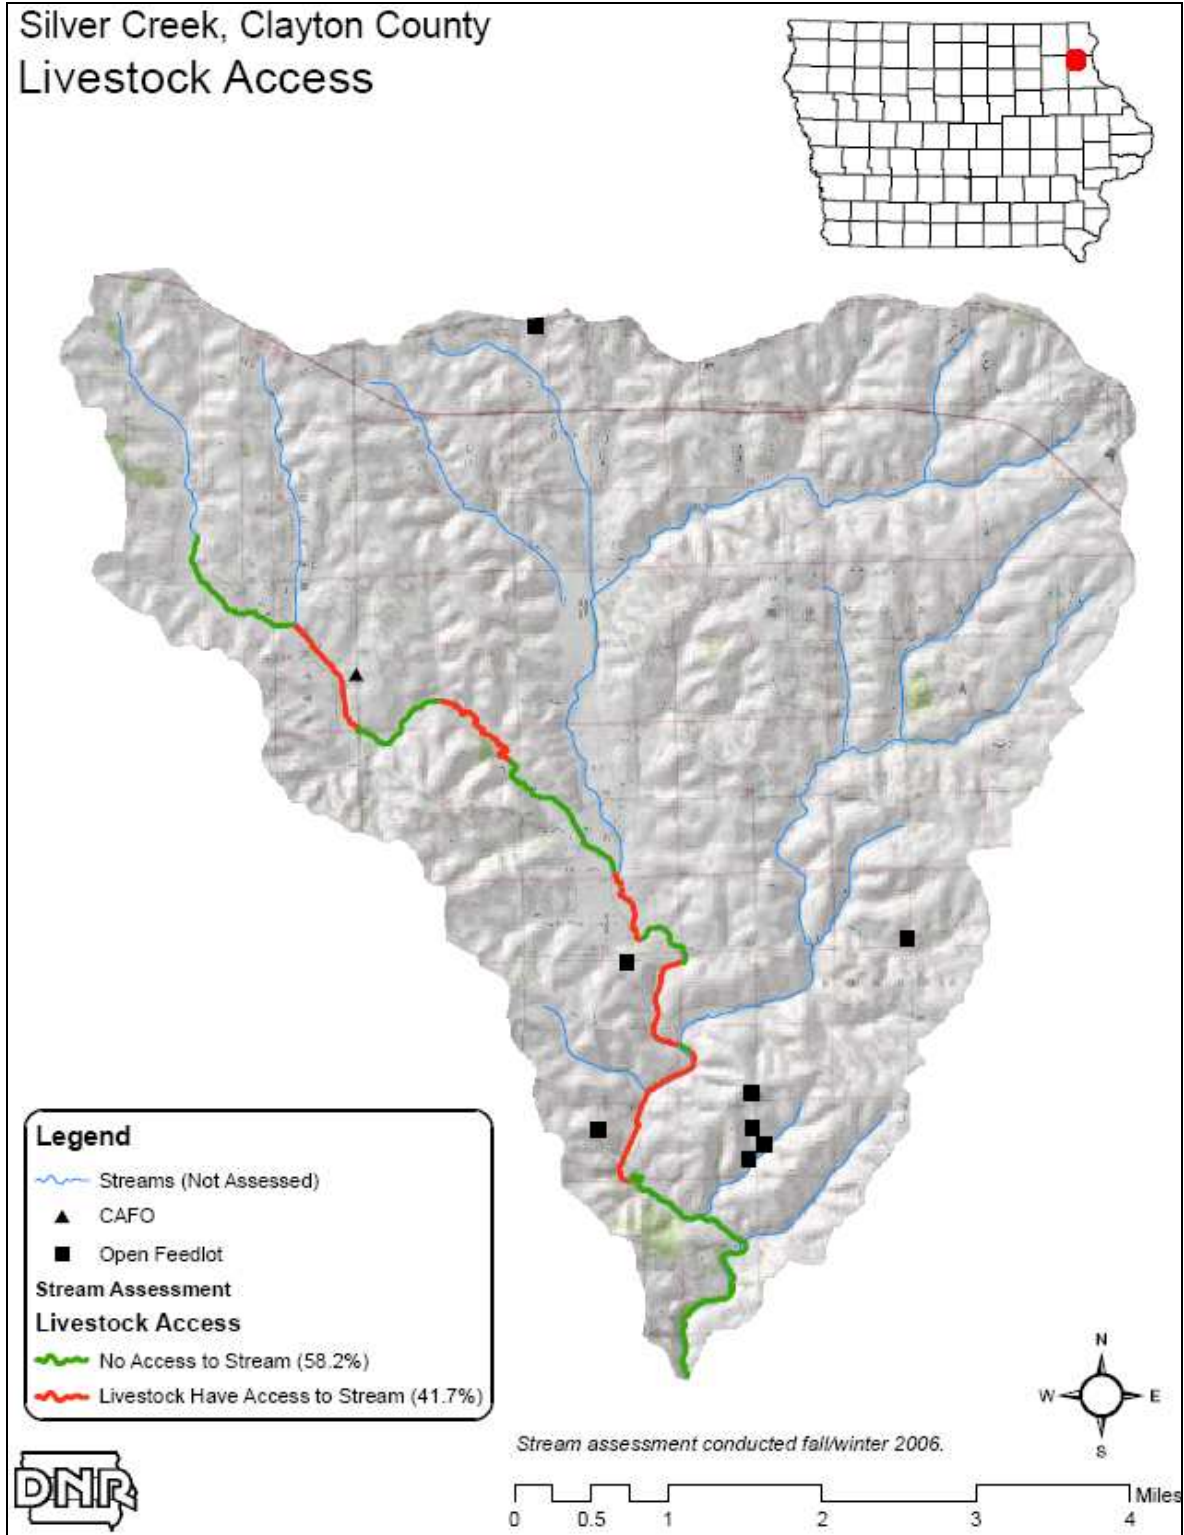 Silver Creek, Clayton County
Livestock Access
Legend
Streams (Not Assessed)
CAFO
Open Feedlot
Stream Assessment
Livestock Access
No Access to Stream (58.2%)
Livestock Have Access to Stream (41.7%)
N
W E
S
Stream assessment conducted fall/winter 2006.
DNR
Miles
0 0.5 1 2 3 4